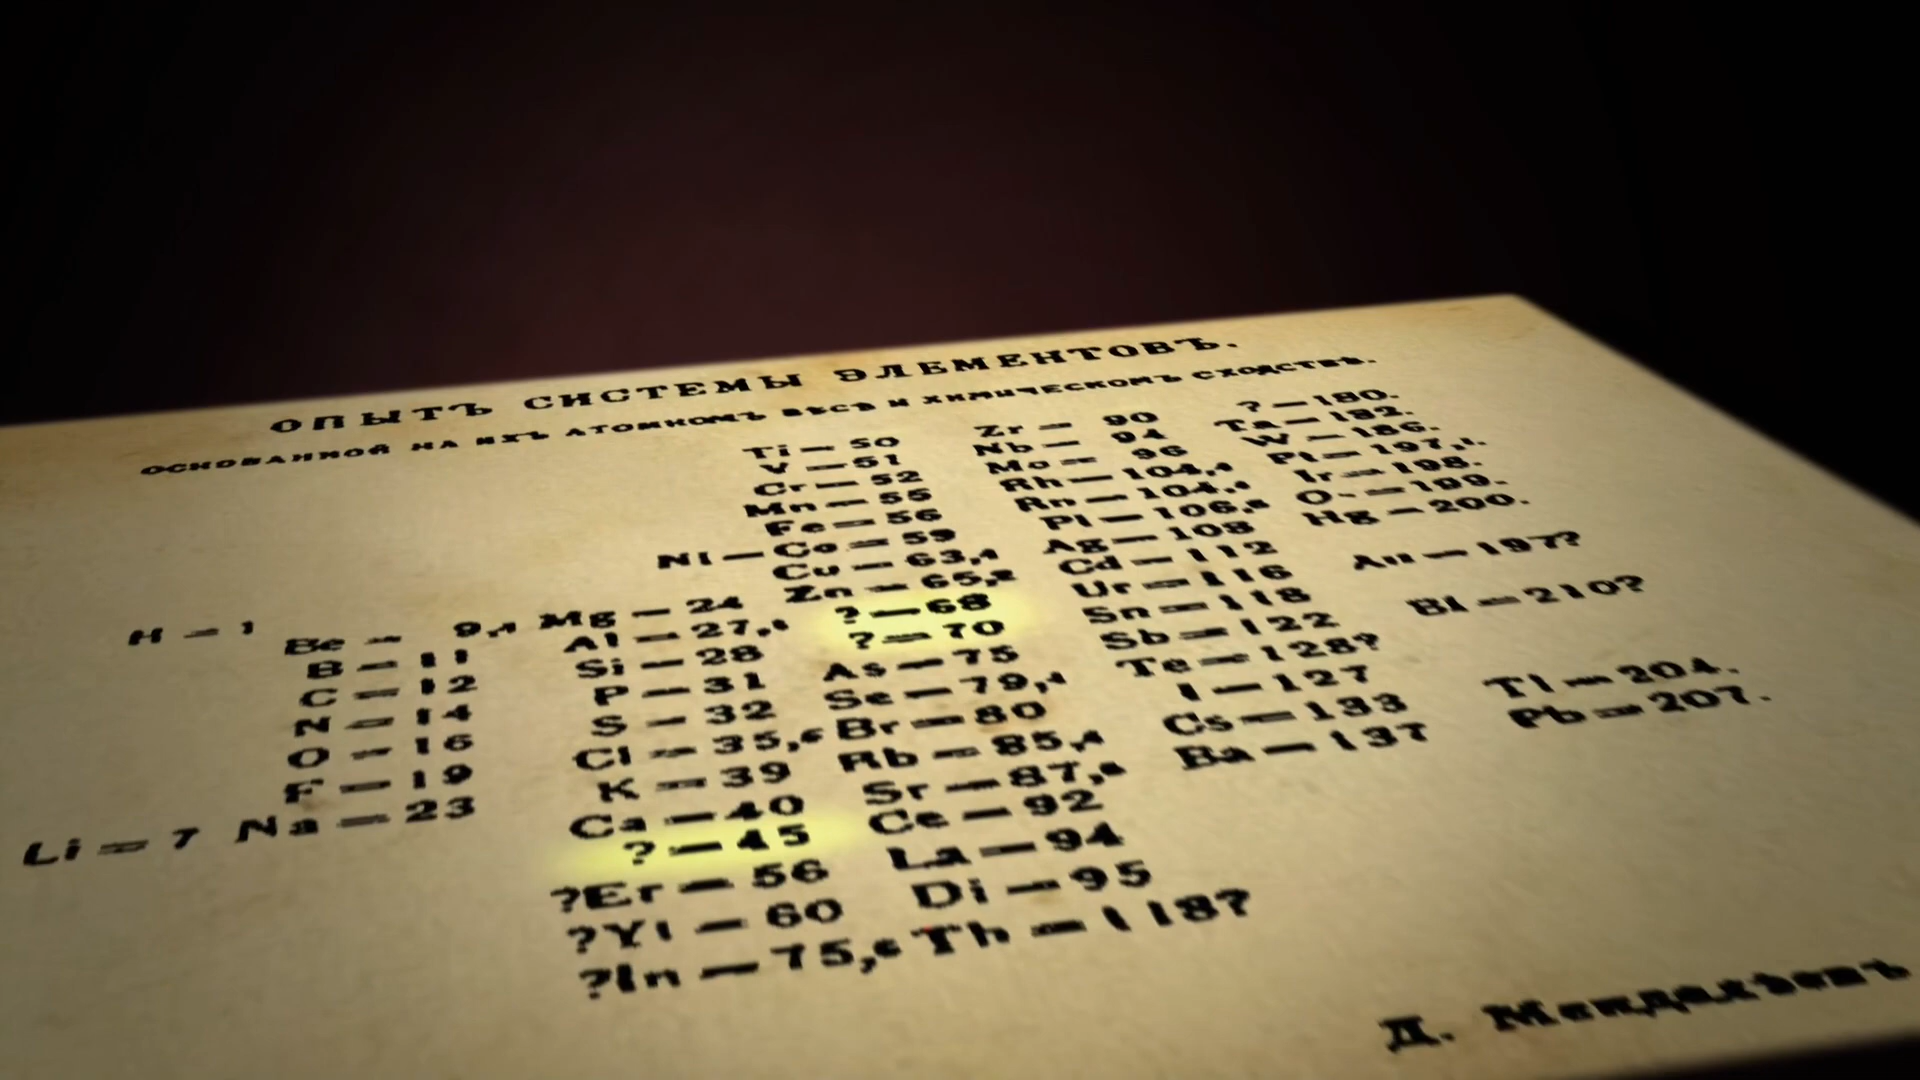 ОПЫТЪ СИСТЕМЫ ЭЛЕМЕНТОВЪ.
ОСНОВАННОЙ НА ИХЪ АТОМНОМЪ ВѢСѢ И ХИМИЧЕСКОМЪ СХОДСТВѢ.
Ti — 50 Zr — 90 ? — 180.
V — 51 Nb — 94 Ta — 182.
Cr — 52 Mo — 96 W — 186.
Mn — 55 Rh — 104,4 Pt — 197,1.
Fe — 56 Rn — 104,4 Ir — 198.
Ni — Co — 59 Pl — 106,6 O- — 199.
Cu — 63,4 Ag — 108 Hg — 200.
H — 1 Be — 9,4 Mg — 24 Zn — 65,2 Cd — 112
B — 11 Al — 27,4 ? — 68 Ur — 116 Au — 197?
C — 12 Si — 28 ? — 70 Sn — 118
N — 14 P — 31 As — 75 Sb — 122 Bi — 210?
O — 16 S — 32 Se — 79,4 Te — 128?
F — 19 Cl — 35,5 Br — 80 I — 127
Li — 7 Na — 23 K — 39 Rb — 85,4 Cs — 133 Tl — 204.
Ca — 40 Sr — 87,6 Ba — 137 Pb — 207.
? — 45 Ce — 92
?Er — 56 La — 94
?Yt — 60 Di — 95
?In — 75,6 Th — 118?
Д. Менделѣевъ